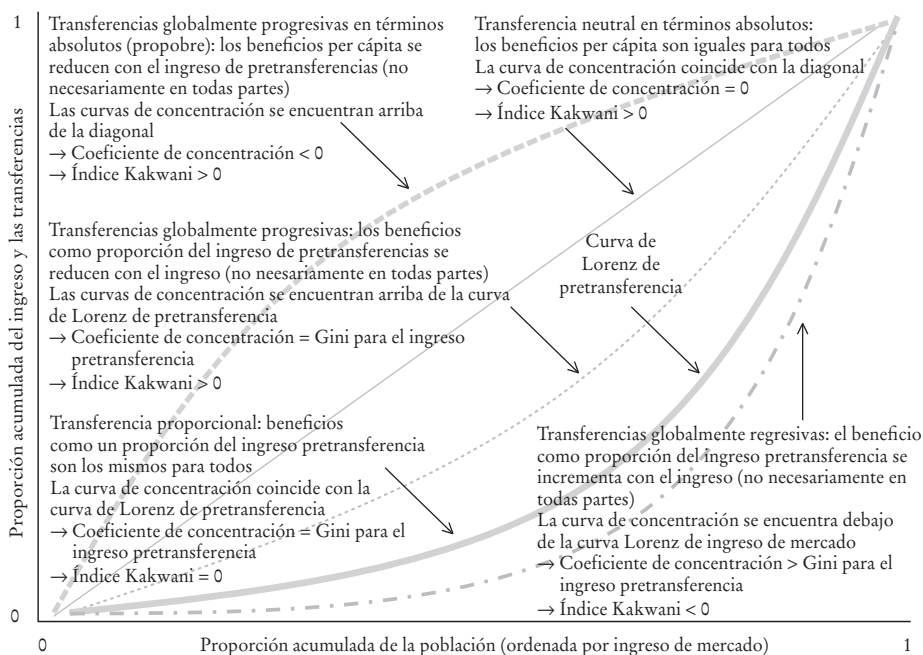 1
Transferencias globalmente progresivas en términos
absolutos (propobre): los beneficios per cápita se
reducen con el ingreso de pretransferencias (no
necesariamente en todas partes)
Las curvas de concentración se encuentran arriba
de la diagonal
→ Coeficiente de concentración < 0
→ Índice Kakwani > 0
Transferencia neutral en términos absolutos:
los beneficios per cápita son iguales para todos
La curva de concentración coincide con la diagonal
→ Coeficiente de concentración = 0
→ Índice Kakwani > 0
Transferencias globalmente progresivas: los beneficios
como proporción del ingreso de pretransferencias se
reducen con el ingreso (no neesariamente en todas partes)
Las curvas de concentración se encuentran arriba de la curva
de Lorenz de pretransferencia
→ Coeficiente de concentración = Gini para el ingreso
pretransferencia
→ Índice Kakwani > 0
Curva de
Lorenz de
pretransferencia
Transferencia proporcional: beneficios
como un proporción del ingreso pretransferencia
son los mismos para todos
La curva de concentración coincide con la
curva de Lorenz de pretransferencia
→ Coeficiente de concentración = Gini para el
ingreso pretransferencia
→ Índice Kakwani = 0
Transferencias globalmente regresivas: el beneficio
como proporción del ingreso pretransferencia se
incrementa con el ingreso (no necesariamente en
todas partes)
La curva de concentración se encuentra debajo
de la curva Lorenz de ingreso de mercado
→ Coeficiente de concentración > Gini para el
ingreso pretransferencia
→ Índice Kakwani < 0
Proporción acumulada del ingreso y las transferencias
0
0
Proporción acumulada de la población (ordenada por ingreso de mercado)
1